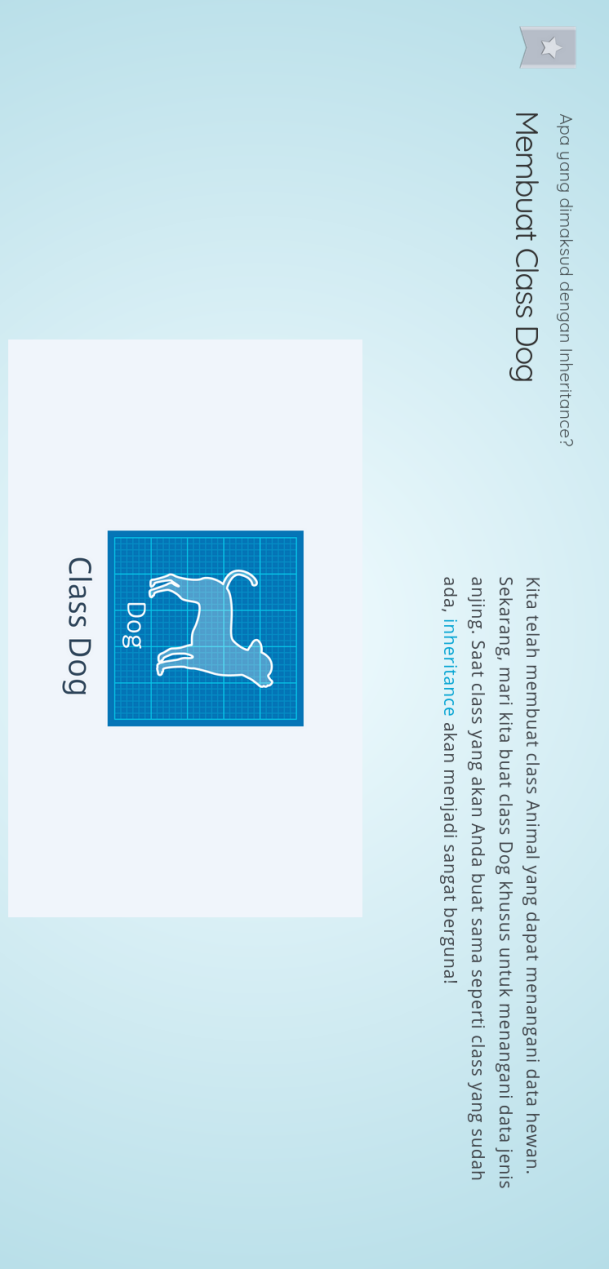 Apa yang dimaksud dengan Inheritance?
Membuat Class Dog
Kita telah membuat class Animal yang dapat menangani data hewan.
Sekarang, mari kita buat class Dog khusus untuk menangani data jenis
anjing. Saat class yang akan Anda buat sama seperti class yang sudah
ada, inheritance akan menjadi sangat berguna!
Dog
Class Dog